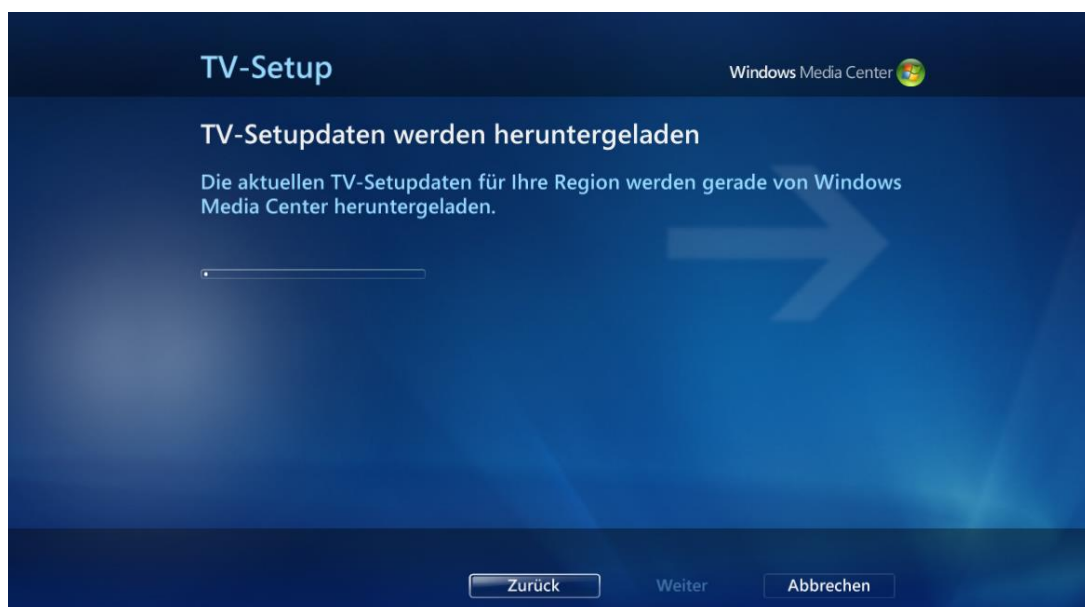 TV-Setup
Windows Media Center
TV-Setupdaten werden heruntergeladen
Die aktuellen TV-Setupdaten für Ihre Region werden gerade von Windows
Media Center heruntergeladen.
Zurück Weiter Abbrechen